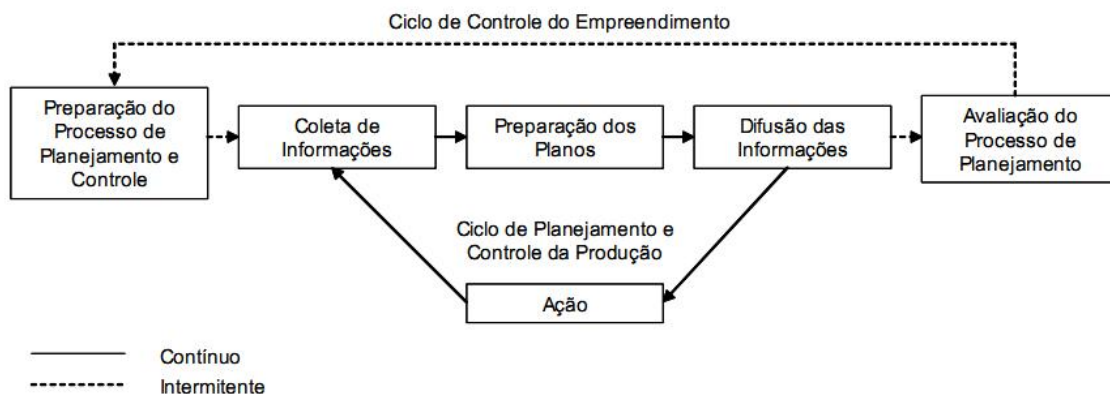 Ciclo de Controle do Empreendimento
Preparação do
Processo de
Planejamento e
Controle
Coleta de
Informações
Preparação dos
Planos
Difusão das
Informações
Avaliação do
Processo de
Planejamento
Ciclo de Planejamento e
Controle da Produção
Ação
Contínuo
Intermitente